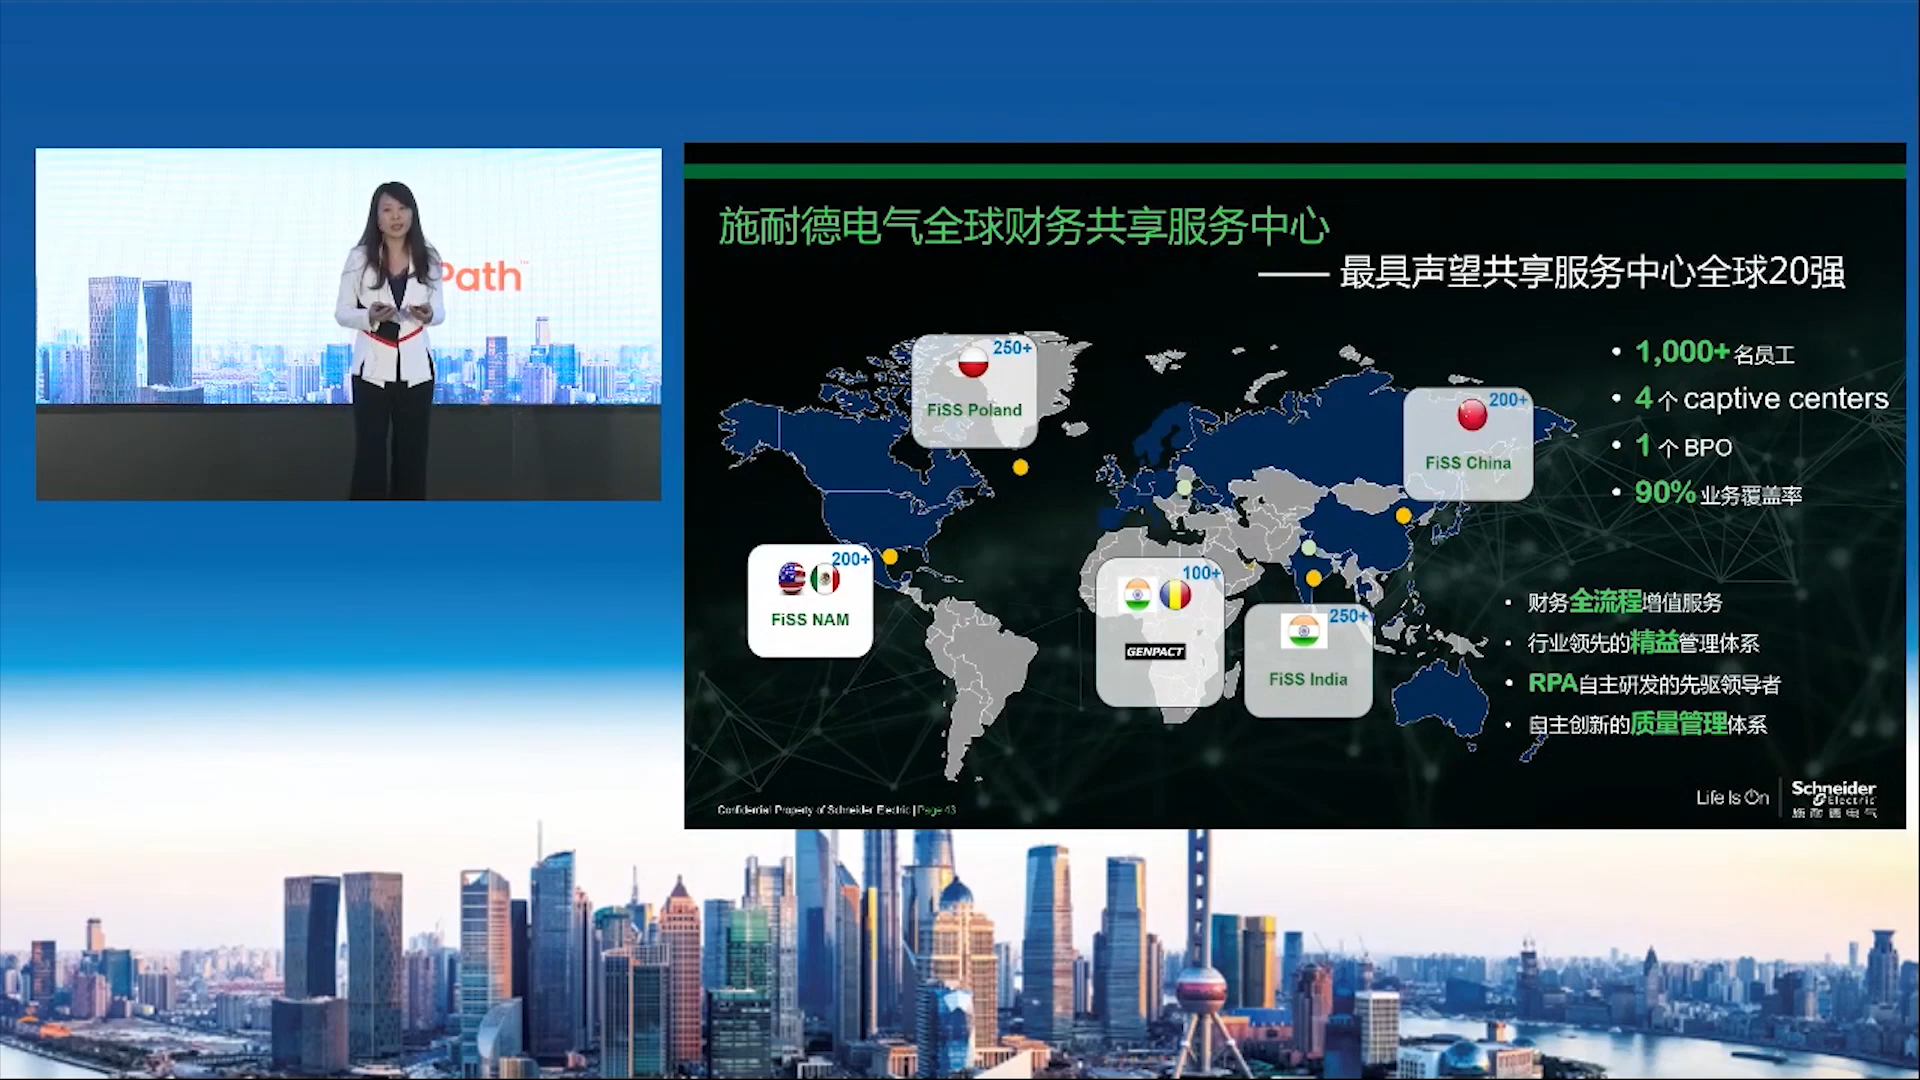 Path™
施耐德电气全球财务共享服务中心
—— 最具声望共享服务中心全球20强
250+
FiSS Poland
200+
FiSS China
200+
FiSS NAM
100+
GENPACT
250+
FiSS India
• 1,000+名员工
• 4个 captive centers
• 1个 BPO
• 90%业务覆盖率
• 财务全流程增值服务
• 行业领先的精益管理体系
• RPA自主研发的先驱领导者
• 自主创新的质量管理体系
Confidential Property of Schneider Electric | Page 43
Life Is On
Schneider
Electric
施耐德电气